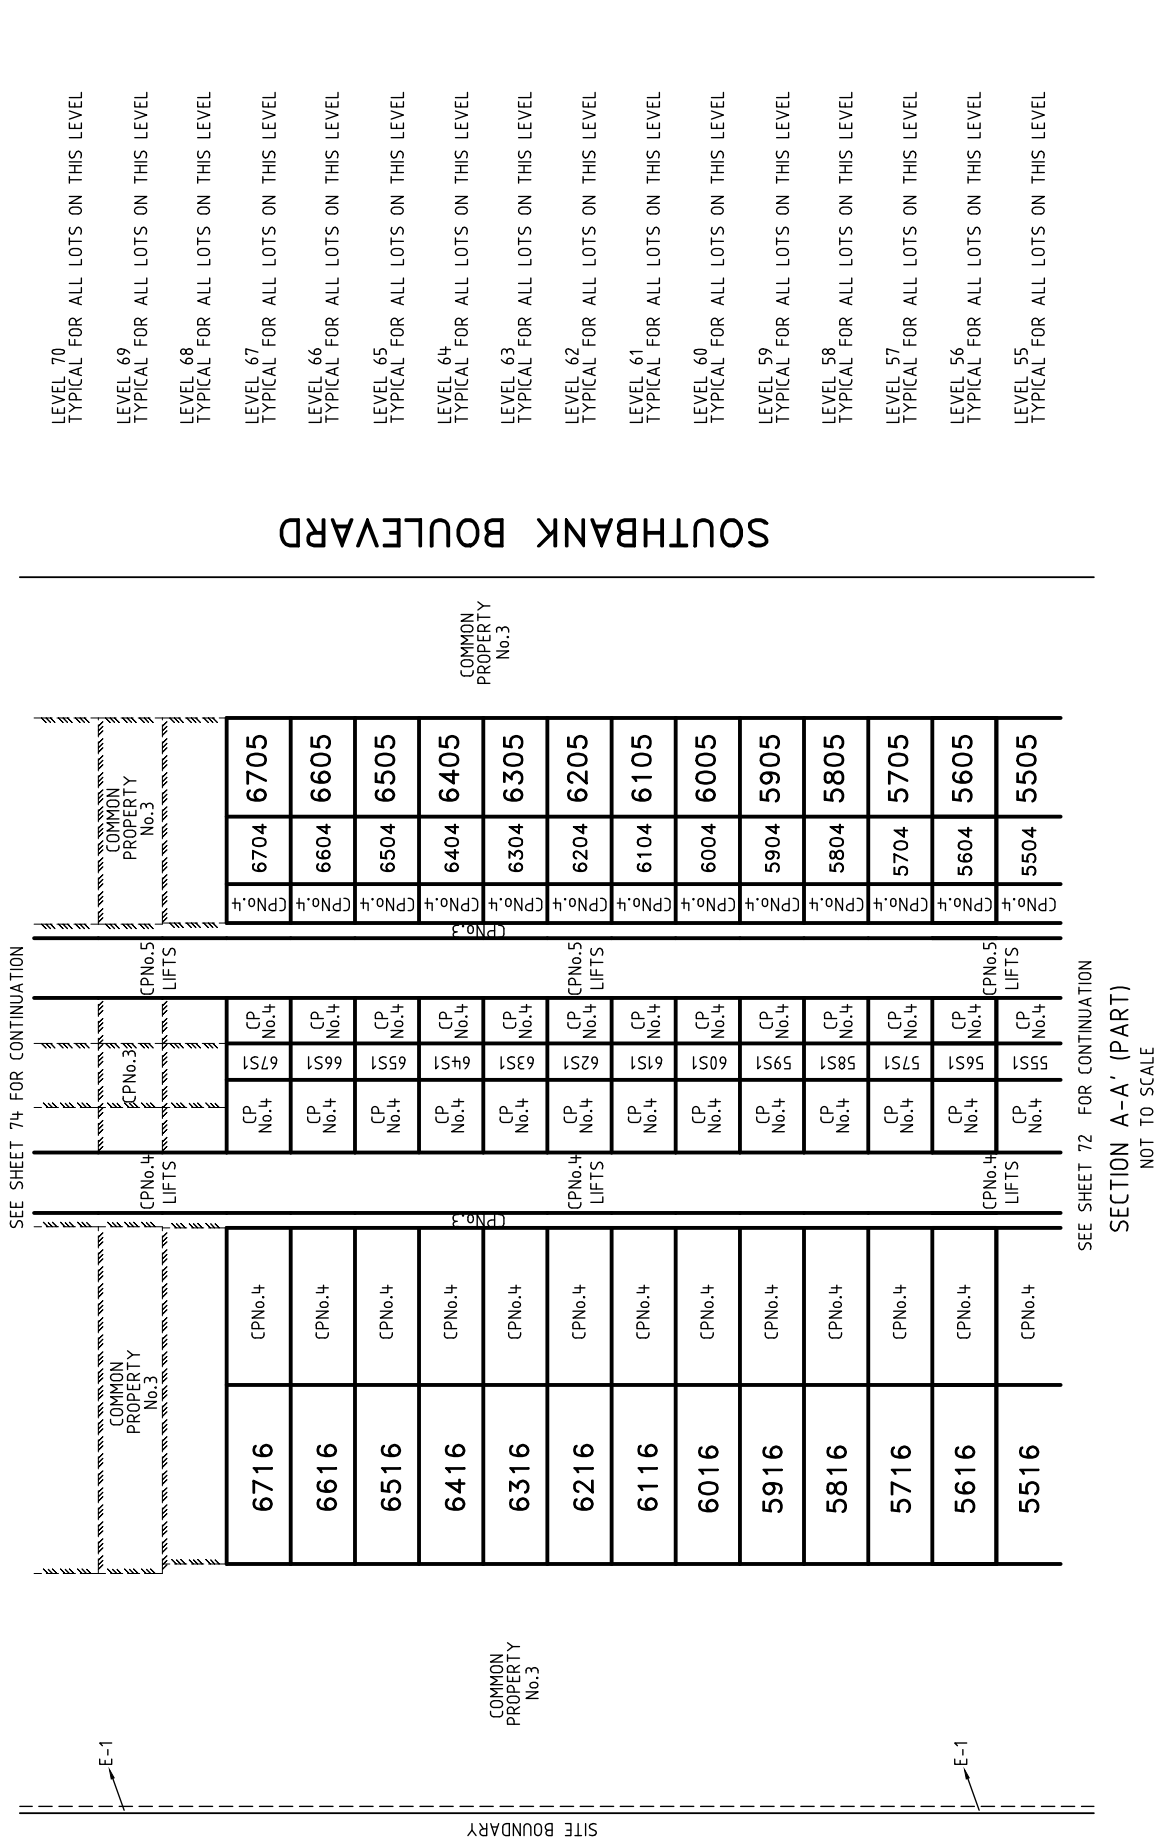 SEE SHEET 74 FOR CONTINUATION
LEVEL 70
TYPICAL FOR ALL LOTS ON THIS LEVEL
LEVEL 69
TYPICAL FOR ALL LOTS ON THIS LEVEL
LEVEL 68
TYPICAL FOR ALL LOTS ON THIS LEVEL
LEVEL 67
TYPICAL FOR ALL LOTS ON THIS LEVEL
LEVEL 66
TYPICAL FOR ALL LOTS ON THIS LEVEL
LEVEL 65
TYPICAL FOR ALL LOTS ON THIS LEVEL
LEVEL 64
TYPICAL FOR ALL LOTS ON THIS LEVEL
LEVEL 63
TYPICAL FOR ALL LOTS ON THIS LEVEL
LEVEL 62
TYPICAL FOR ALL LOTS ON THIS LEVEL
LEVEL 61
TYPICAL FOR ALL LOTS ON THIS LEVEL
LEVEL 60
TYPICAL FOR ALL LOTS ON THIS LEVEL
LEVEL 59
TYPICAL FOR ALL LOTS ON THIS LEVEL
LEVEL 58
TYPICAL FOR ALL LOTS ON THIS LEVEL
LEVEL 57
TYPICAL FOR ALL LOTS ON THIS LEVEL
LEVEL 56
TYPICAL FOR ALL LOTS ON THIS LEVEL
LEVEL 55
TYPICAL FOR ALL LOTS ON THIS LEVEL
SOUTHBANK BOULEVARD
COMMON
PROPERTY
No.3
COMMON
PROPERTY
No.3
COMMON
PROPERTY
No.3
COMMON
PROPERTY
No.3
CPNo.3
CPNo.3
CPNo.3
CPNo.4
LIFTS
CPNo.4
LIFTS
CPNo.4
LIFTS
CPNo.5
LIFTS
CPNo.5
LIFTS
CPNo.5
LIFTS
6716 CPNo.4 CP No.4 67S1 CP No.4 CPNo.4 6704 6705
6616 CPNo.4 CP No.4 66S1 CP No.4 CPNo.4 6604 6605
6516 CPNo.4 CP No.4 65S1 CP No.4 CPNo.4 6504 6505
6416 CPNo.4 CP No.4 64S1 CP No.4 CPNo.4 6404 6405
6316 CPNo.4 CP No.4 63S1 CP No.4 CPNo.4 6304 6305
6216 CPNo.4 CP No.4 62S1 CP No.4 CPNo.4 6204 6205
6116 CPNo.4 CP No.4 61S1 CP No.4 CPNo.4 6104 6105
6016 CPNo.4 CP No.4 60S1 CP No.4 CPNo.4 6004 6005
5916 CPNo.4 CP No.4 59S1 CP No.4 CPNo.4 5904 5905
5816 CPNo.4 CP No.4 58S1 CP No.4 CPNo.4 5804 5805
5716 CPNo.4 CP No.4 57S1 CP No.4 CPNo.4 5704 5705
5616 CPNo.4 CP No.4 56S1 CP No.4 CPNo.4 5604 5605
5516 CPNo.4 CP No.4 55S1 CP No.4 CPNo.4 5504 5505
E-1
E-1
SITE BOUNDARY
SEE SHEET 72 FOR CONTINUATION
SECTION A-A' (PART)
NOT TO SCALE